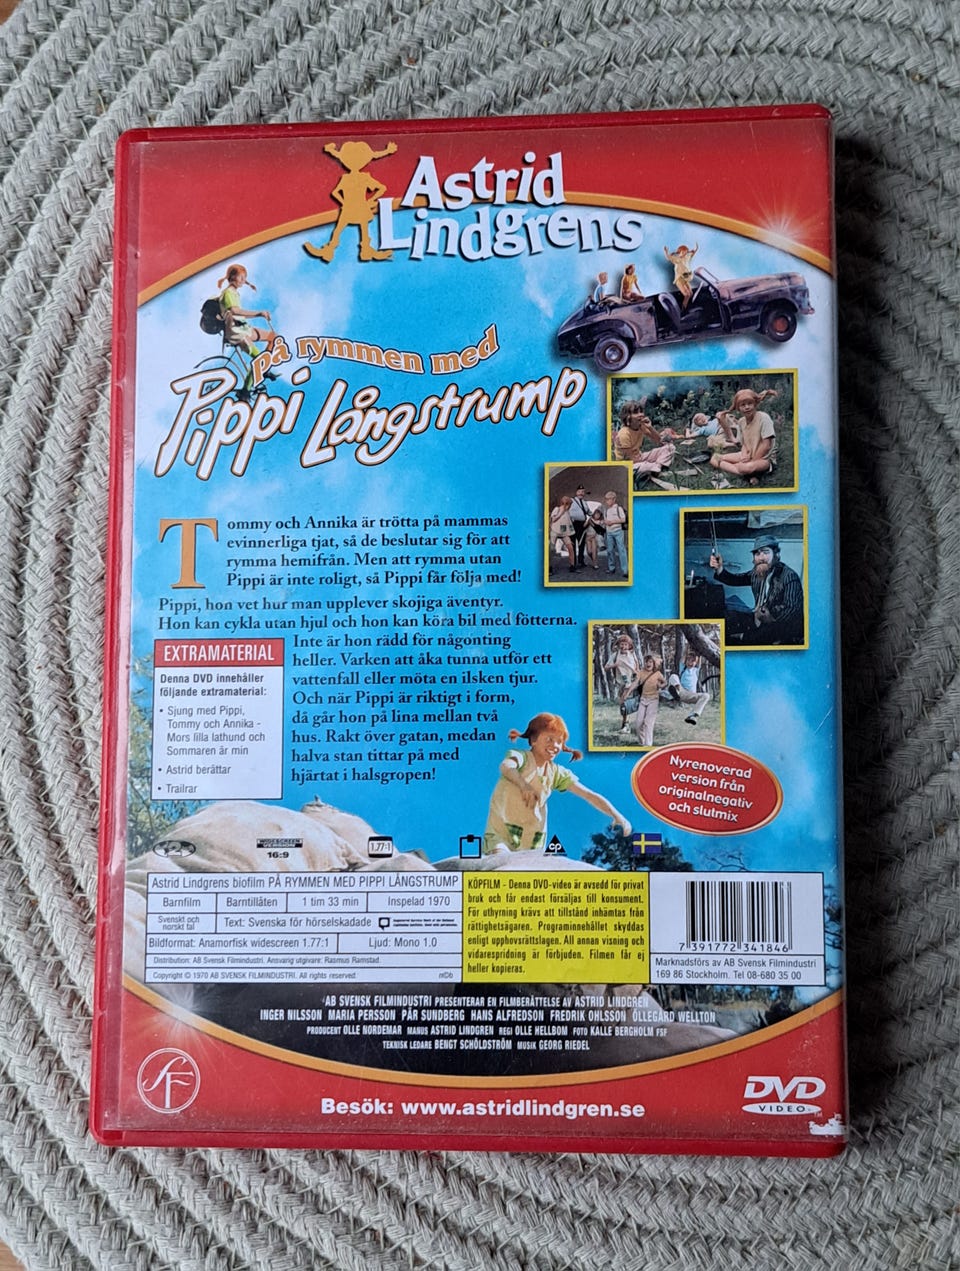 Astrid
Lindgrens
på rymmen med
Pippi Långstrump
Tommy och Annika är trötta på mammas
evinnerliga tjat, så de beslutar sig för att
rymma hemifrån. Men att rymma utan
Pippi är inte roligt, så Pippi får följa med!
Pippi, hon vet hur man upplever skojiga äventyr.
Hon kan cykla utan hjul och hon kan köra bil med fötterna.
Inte är hon rädd för någonting
heller. Varken att åka tunna utför ett
vattenfall eller möta en ilsken tjur.
Och när Pippi är riktigt i form,
då går hon på lina mellan två
hus. Rakt över gatan, medan
halva stan tittar på med
hjärtat i halsgropen!
EXTRAMATERIAL
Denna DVD innehåller
följande extramaterial:
• Sjung med Pippi,
Tommy och Annika -
Mors lilla lathund och
Sommaren är min
• Astrid berättar
• Trailrar
Nyrenoverad
version från
originalnegativ
och slutmix
2
WIDESCREEN
VERSION
16:9
1.77:1
CP
Astrid Lindgrens biofilm PÅ RYMMEN MED PIPPI LÅNGSTRUMP
Barnfilm Barntillåten 1 tim 33 min Inspelad 1970
Svenskt och
norskt tal
Text: Svenska för hörselskadade
Bildformat: Anamorfisk widescreen 1.77:1 Ljud: Mono 1.0
Distribution: AB Svensk Filmindustri. Ansvarig utgivare: Rasmus Ramstad.
Copyright © 1970 AB SVENSK FILMINDUSTRI. All rights reserved.
KÖPFILM - Denna DVD-video är avsedd för privat
bruk och får endast försäljas till konsument.
För uthyrning krävs att tillstånd inhämtas från
rättighetsägaren. Programinnehållet skyddas
enligt upphovsrättslagen. All annan visning och
vidarespridning är förbjuden. Filmen får ej
heller kopieras.
7 391772 341846
Marknadsförs av AB Svensk Filmindustri
169 86 Stockholm. Tel 08-680 35 00
AB SVENSK FILMINDUSTRI PRESENTERAR EN FILMBERÄTTELSE AV ASTRID LINDGREN
INGER NILSSON MARIA PERSSON PÄR SUNDBERG HANS ALFREDSON FREDRIK OHLSSON ÖLLEGÅRD WELLTON
PRODUCENT OLLE NORDEMAR MANUS ASTRID LINDGREN REGI OLLE HELLBOM FOTO KALLE BERGHOLM FSF
TEKNISK LEDARE BENGT SCHÖLDSTRÖM MUSIK GEORG RIEDEL
SF
Besök: www.astridlindgren.se
DVD
VIDEO
TM